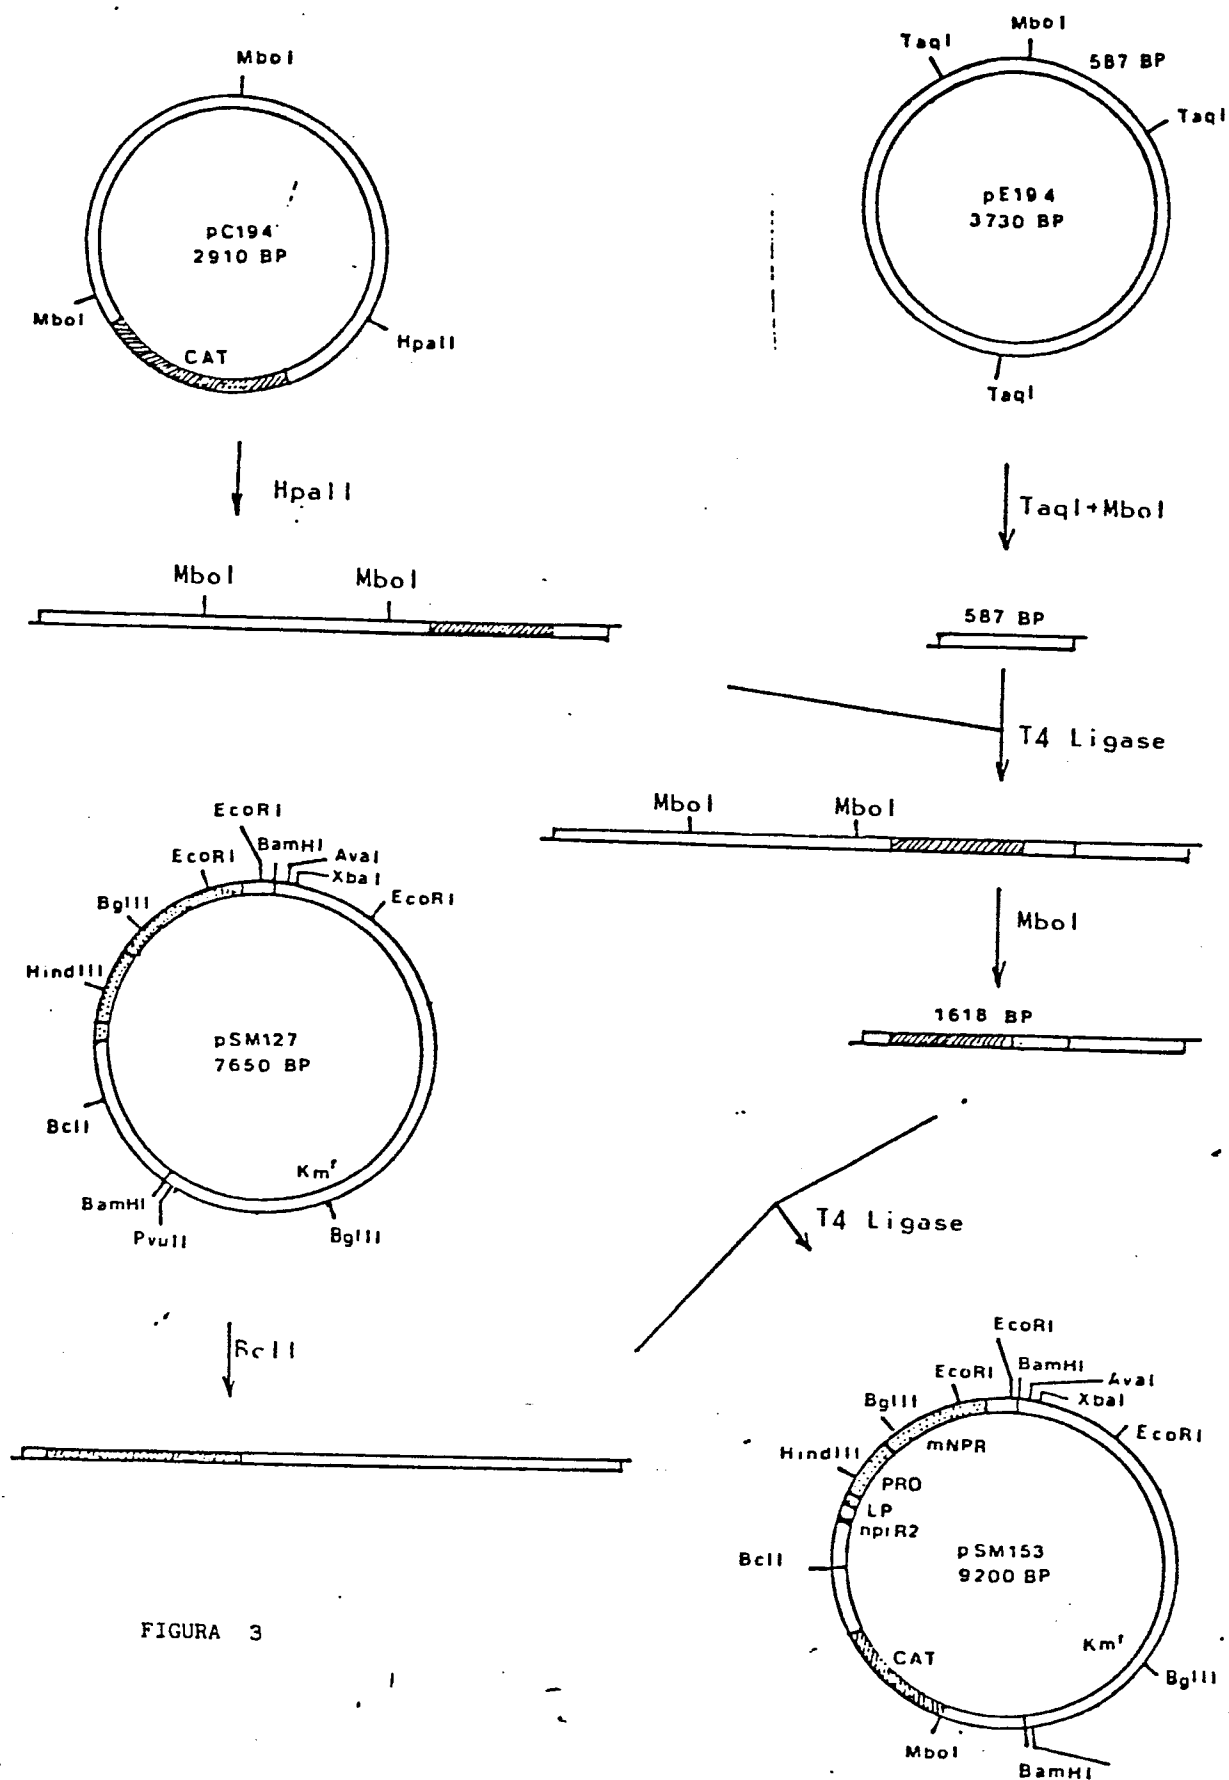 MboI
pC194
2910 BP
MboI
CAT
HpaII
HpaII
MboI
MboI
TaqI
MboI
587 BP
TaqI
pE194
3730 BP
TaqI
TaqI+MboI
587 BP
T4 Ligase
MboI
MboI
MboI
1618 BP
T4 Ligase
EcoRI
EcoRI
BamHI
AvaI
XbaI
EcoRI
BglII
HindIII
pSM127
7650 BP
BclI
Kmr
BamHI
PvuII
BglII
BclI
EcoRI
EcoRI
BamHI
AvaI
XbaI
EcoRI
BglII
mNPR
HindIII
PRO
LP
nprR2
BclI
pSM153
9200 BP
CAT
Kmr
BglII
MboI
BamHI
FIGURA 3